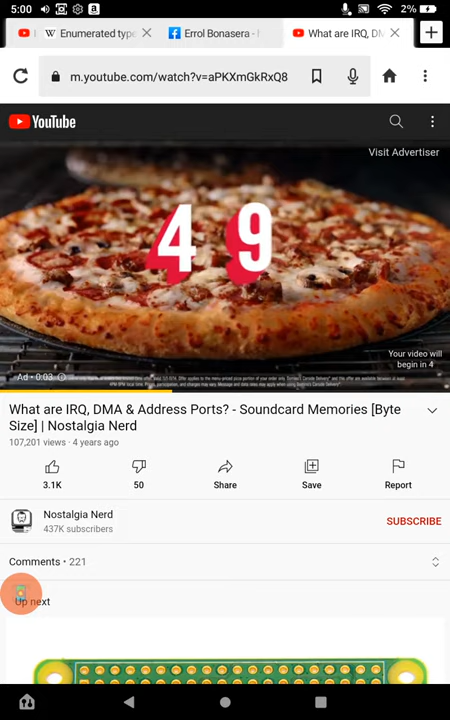 5:00
2%
Enumerated type
Errol Bonasera -
What are IRQ, DM
m.youtube.com/watch?v=aPKXmGkRxQ8
YouTube
Visit Advertiser
4 9
Your video will
begin in 4
Ad • 0:03
What are IRQ, DMA & Address Ports? - Soundcard Memories [Byte
Size] | Nostalgia Nerd
107,201 views · 4 years ago
3.1K
50
Share
Save
Report
Nostalgia Nerd
437K subscribers
SUBSCRIBE
Comments • 221
Up next